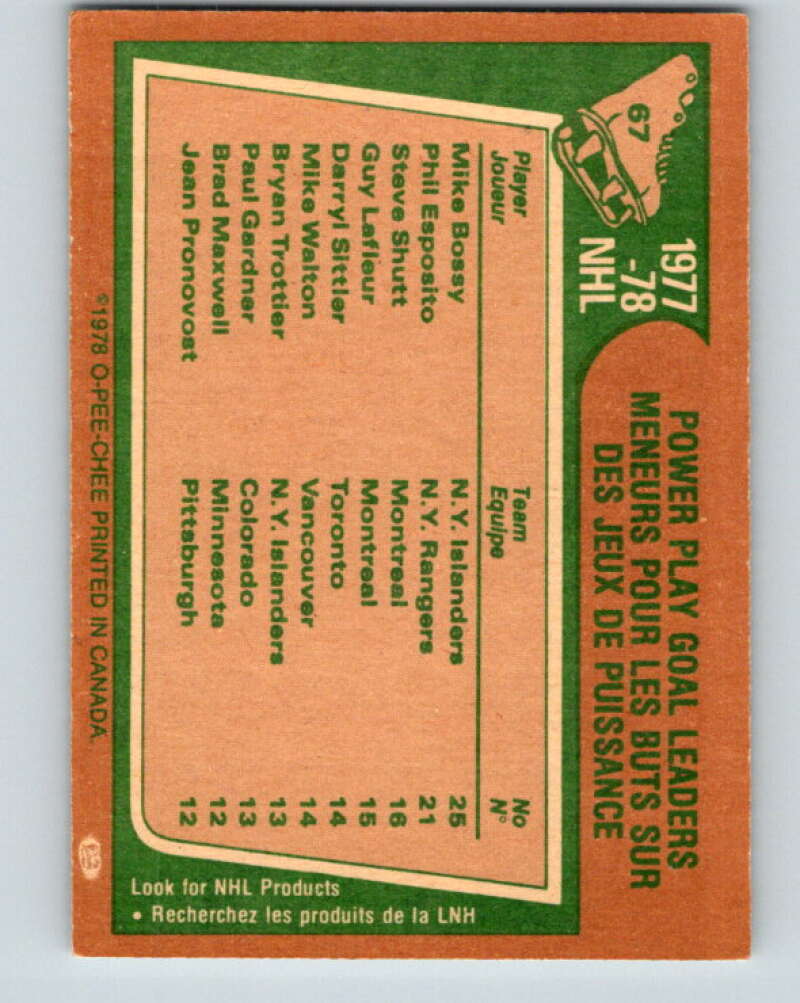 67
1977
-78
NHL
POWER PLAY GOAL LEADERS
MENEURS POUR LES BUTS SUR
DES JEUX DE PUISSANCE
Player Team No
Joueur Equipe N°
Mike Bossy N.Y. Islanders 25
Phil Esposito N.Y. Rangers 21
Steve Shutt Montreal 16
Guy Lafleur Montreal 15
Darryl Sittler Toronto 14
Mike Walton Vancouver 14
Bryan Trottier N.Y. Islanders 13
Paul Gardner Colorado 13
Brad Maxwell Minnesota 12
Jean Pronovost Pittsburgh 12
Look for NHL Products
• Recherchez les produits de la LNH
©1978 O-PEE-CHEE PRINTED IN CANADA.